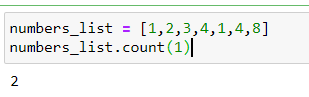 numbers_list = [1,2,3,4,1,4,8]
numbers_list.count(1)
2